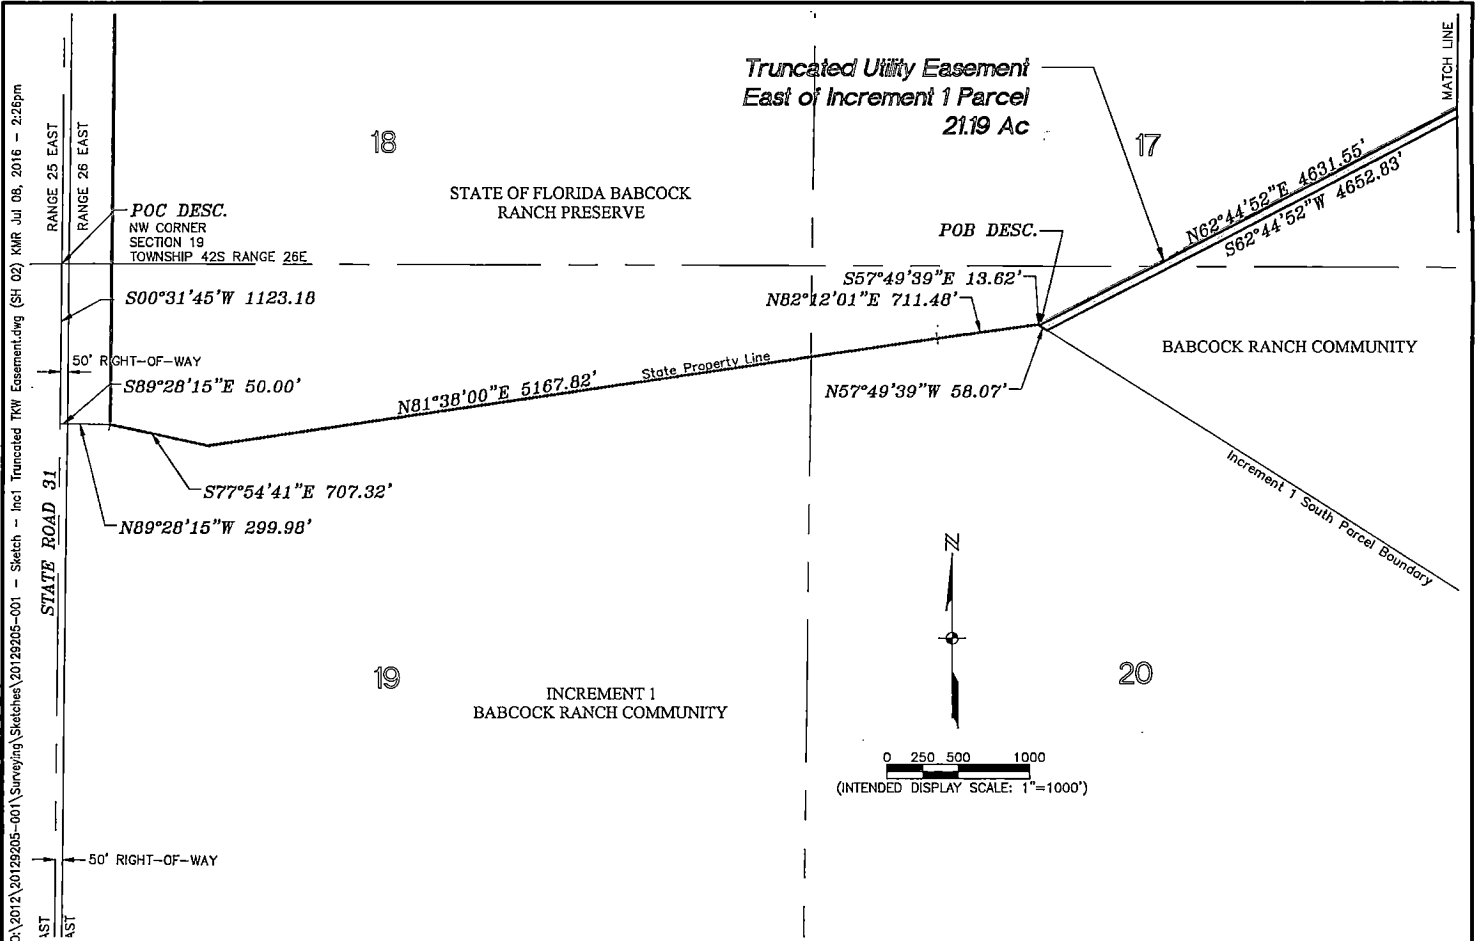 Truncated Utility Easement
East of Increment 1 Parcel
21.19 Ac
MATCH LINE
18
17
RANGE 25 EAST
RANGE 26 EAST
STATE OF FLORIDA BABCOCK
RANCH PRESERVE
N62°44'52"E 4631.55'
S62°44'52"W 4652.83'
POC DESC.
NW CORNER
SECTION 19
TOWNSHIP 42S RANGE 26E
POB DESC.
S57°49'39"E 13.62'
N82°12'01"E 711.48'
S00°31'45'W 1123.18
50' RIGHT-OF-WAY
S89°28'15"E 50.00'
State Property Line
N81°38'00"E 5167.82'
BABCOCK RANCH COMMUNITY
N57°49'39"W 58.07'
S77°54'41"E 707.32'
N89°28'15"W 299.98'
STATE ROAD 31
Increment 1 South Parcel Boundary
N
19
INCREMENT 1
BABCOCK RANCH COMMUNITY
20
0 250 500 1000
(INTENDED DISPLAY SCALE: 1"=1000')
50' RIGHT-OF-WAY
AST
AST
O:\2012\20129205-001\Surveying\Sketches\20129205-001 - Sketch - Inc1 Truncated TKW Easement.dwg (SH 02) KMR Jul 08, 2016 - 2:26pm